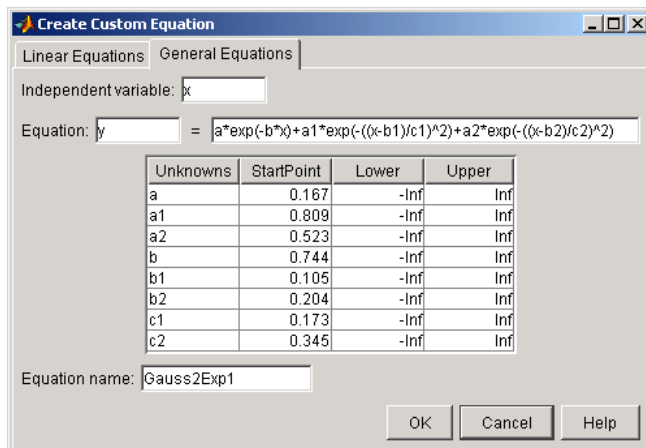 Create Custom Equation
Linear Equations General Equations
Independent variable: x
Equation: y = a*exp(-b*x)+a1*exp(-((x-b1)/c1)^2)+a2*exp(-((x-b2)/c2)^2)
Unknowns StartPoint Lower Upper
a 0.167 -Inf Inf
a1 0.809 -Inf Inf
a2 0.523 -Inf Inf
b 0.744 -Inf Inf
b1 0.105 -Inf Inf
b2 0.204 -Inf Inf
c1 0.173 -Inf Inf
c2 0.345 -Inf Inf
Equation name: Gauss2Exp1
OK Cancel Help